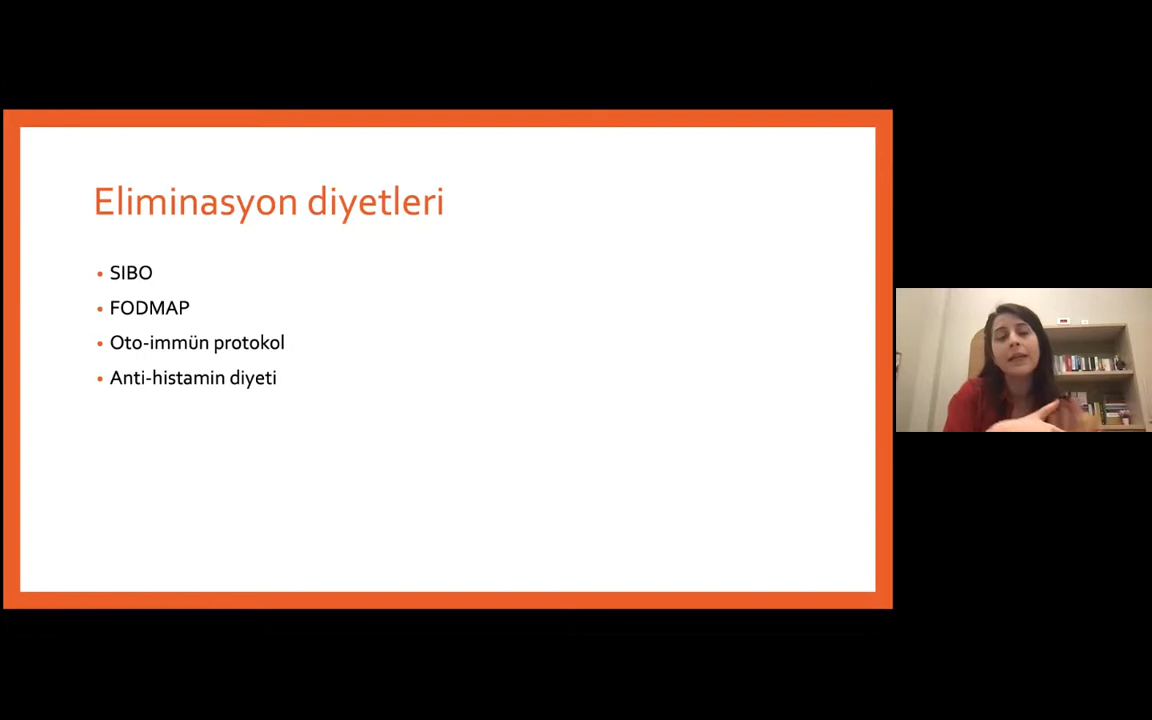 Eliminasyon diyetleri
• SIBO
• FODMAP
• Oto-immün protokol
• Anti-histamin diyeti